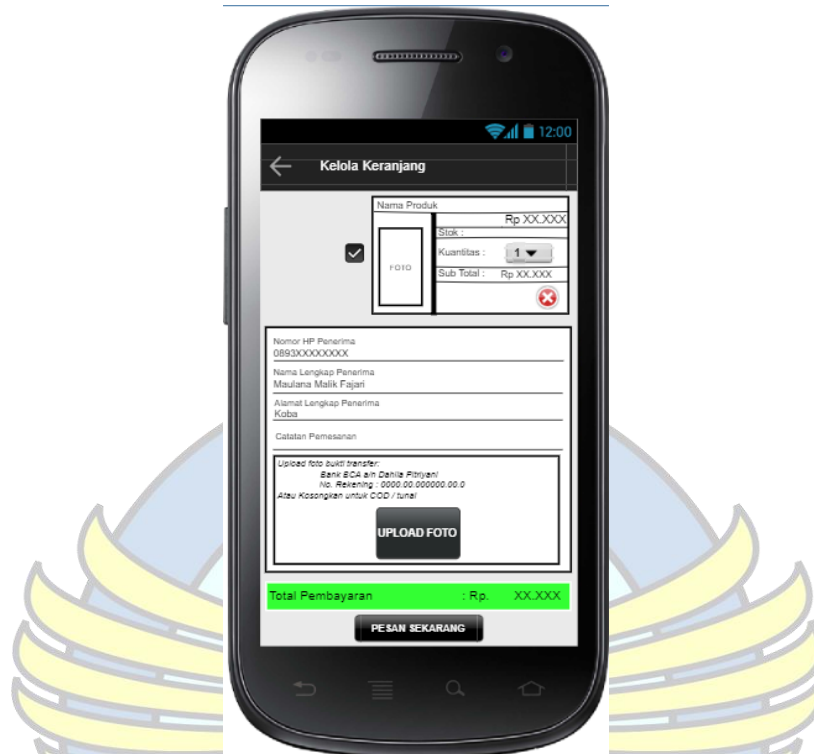 12:00
Kelola Keranjang
Nama Produk
Rp XX.XXX
Stok :
FOTO
Kuantitas : 1
Sub Total : Rp XX.XXX
Nomor HP Penerima
0893XXXXXXXX
Nama Lengkap Penerima
Maulana Malik Fajari
Alamat Lengkap Penerima
Koba
Catatan Pemesanan
Upload foto bukti transfer:
Bank BCA a/n Dahlia Fitriyani
No. Rekening : 0000.00.000000.00.0
Atau Kosongkan untuk COD / tunai
UPLOAD FOTO
Total Pembayaran : Rp. XX.XXX
PESAN SEKARANG